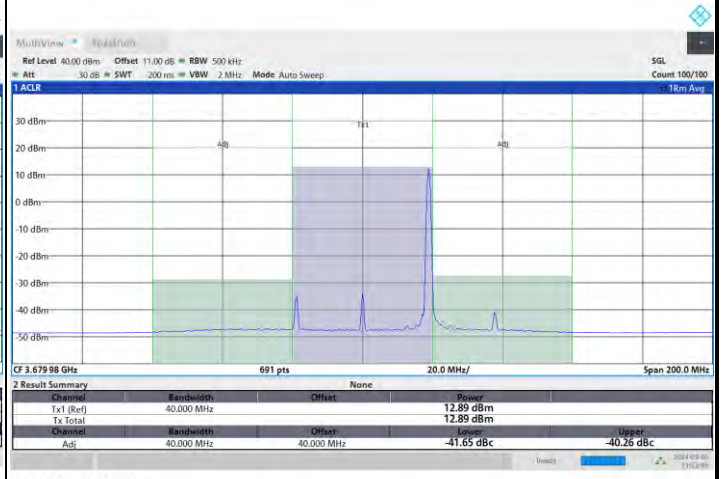 MultiView Spectrum
Ref Level 40.00 dBm Offset 11.00 dB RBW 500 kHz SGL
Att 30 dB SWT 200 ms VBW 2 MHz Mode Auto Sweep Count 100/100
1 ACLR 1Rm Avg
30 dBm
Tx1
20 dBm
Adj Adj
10 dBm
0 dBm
-10 dBm
-20 dBm
-30 dBm
-40 dBm
-50 dBm
CF 3.679 98 GHz 691 pts 20.0 MHz/ Span 200.0 MHz
2 Result Summary None
Channel Bandwidth Offset Power
Tx1 (Ref) 40.000 MHz 12.89 dBm
Tx Total 12.89 dBm
Channel Bandwidth Offset Lower Upper
Adj 40.000 MHz 40.000 MHz -41.65 dBc -40.26 dBc
Ready